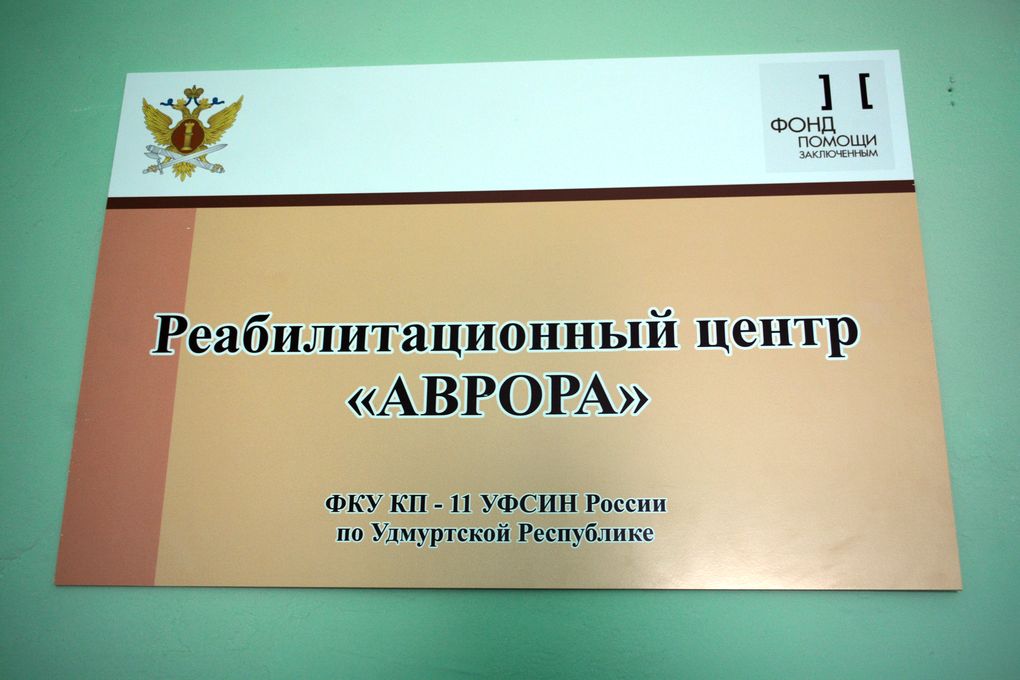 ] [
ФОНД
ПОМОЩИ
ЗАКЛЮЧЕННЫМ
Реабилитационный центр
«АВРОРА»
ФКУ КП - 11 УФСИН России
по Удмуртской Республике